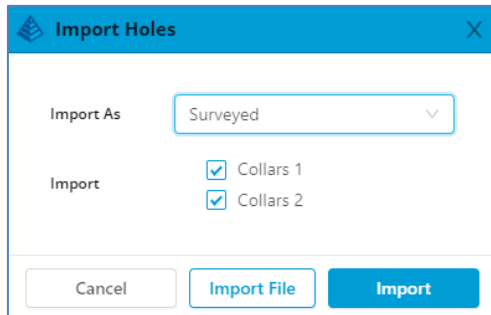 Import Holes
Import As
Surveyed
Import
Collars 1
Collars 2
Cancel
Import File
Import